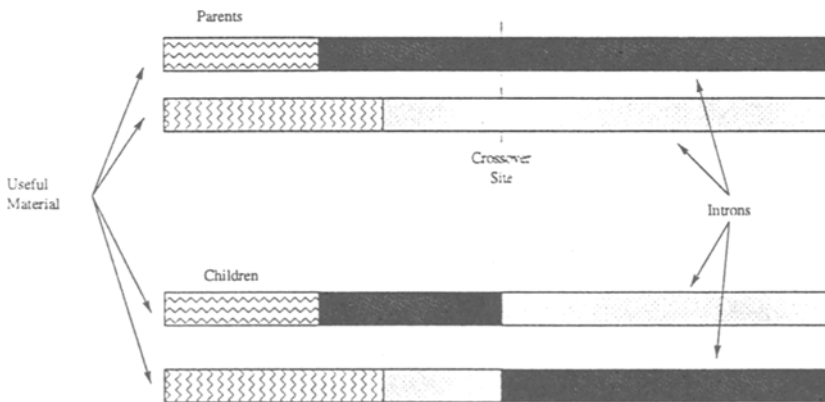 Parents
Crossover
Site
Useful
Material
Introns
Children